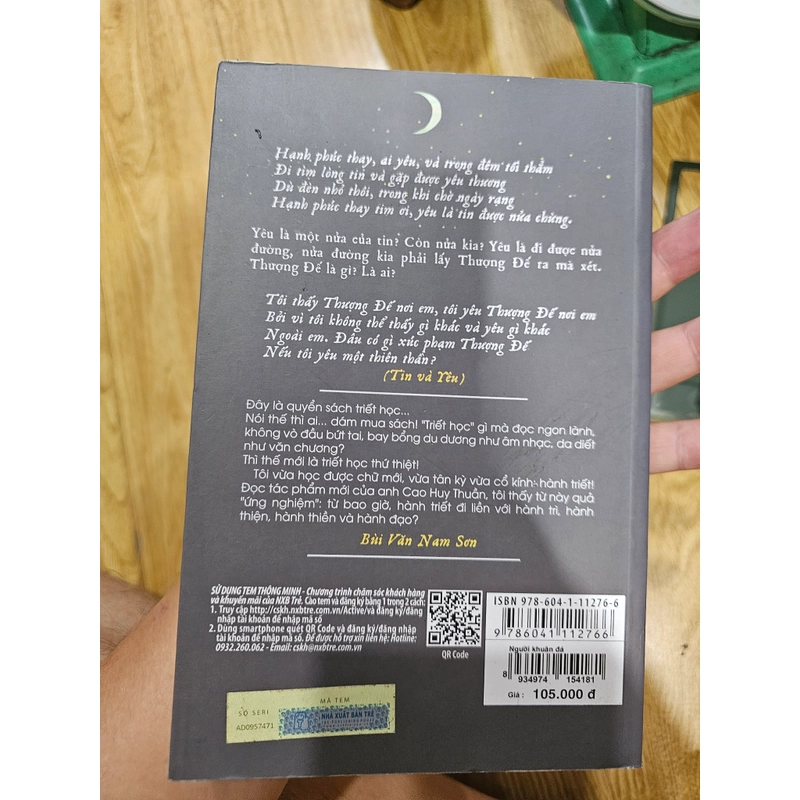 Hạnh phúc thay, ai yêu, và trong đêm tối thẳm
Đi tìm lòng tin và gặp được yêu thương
Dù đèn nhỏ thôi, trong khi chờ ngày rạng
Hạnh phúc thay tim ơi, yêu là tin được nửa chừng.
Yêu là một nửa của tin? Còn nửa kia? Yêu là đi được nửa
đường, nửa đường kia phải lấy Thượng Đế ra mà xét.
Thượng Đế là gì? Là ai?
Tôi thấy Thượng Đế nơi em, tôi yêu Thượng Đế nơi em
Bởi vì tôi không thể thấy gì khác và yêu gì khác
Ngoài em. Đâu có gì xúc phạm Thượng Đế
Nếu tôi yêu một thiên thần?
(Tin và Yêu)
Đây là quyển sách triết học...
Nói thế thì ai... dám mua sách! "Triết học" gì mà đọc ngon lành,
không vò đầu bứt tai, bay bổng du dương như âm nhạc, da diết
như văn chương?
Thì thế mới là triết học thứ thiệt!
Tôi vừa học được chữ mới, vừa tân kỳ vừa cổ kính: hành triết!
Đọc tác phẩm mới của anh Cao Huy Thuần, tôi thấy từ này quả
"ứng nghiệm": từ bao giờ, hành triết đi liền với hành trì, hành
thiện, hành thiền và hành đạo?
Bùi Văn Nam Sơn
SỬ DỤNG TEM THÔNG MINH - Chương trình chăm sóc khách hàng
và khuyến mãi của NXB Trẻ. Cào tem và đăng ký bằng 1 trong 2 cách:
1. Truy cập http://cskh.nxbtre.com.vn/Active/và đăng ký/đăng
nhập tài khoản để nhập mã số
2. Dùng smartphone quét QR Code và đăng ký/đăng nhập
tài khoản để nhập mã số. Để được hỗ trợ xin liên hệ: Hotline:
0932.260.062 - Email: cskh@nxbtre.com.vn
QR Code
ISBN 978-604-1-11276-6
9 786041 112766
Người khuân đá
8 934974 154181
Giá : 105.000 đ
MÃ TEM
SỐ SERI
AD0957471
NHÀ XUẤT BẢN TRẺ